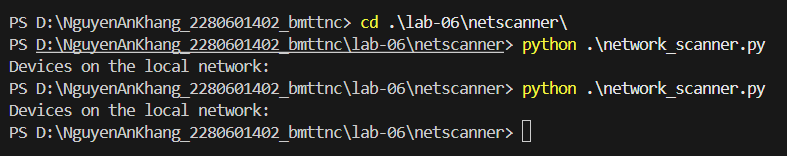 PS D:\NguyenAnKhang_2280601402_bmttnc> cd .\lab-06\netscanner\
PS D:\NguyenAnKhang_2280601402_bmttnc\lab-06\netscanner> python .\network_scanner.py
Devices on the local network:
PS D:\NguyenAnKhang_2280601402_bmttnc\lab-06\netscanner> python .\network_scanner.py
Devices on the local network:
PS D:\NguyenAnKhang_2280601402_bmttnc\lab-06\netscanner>